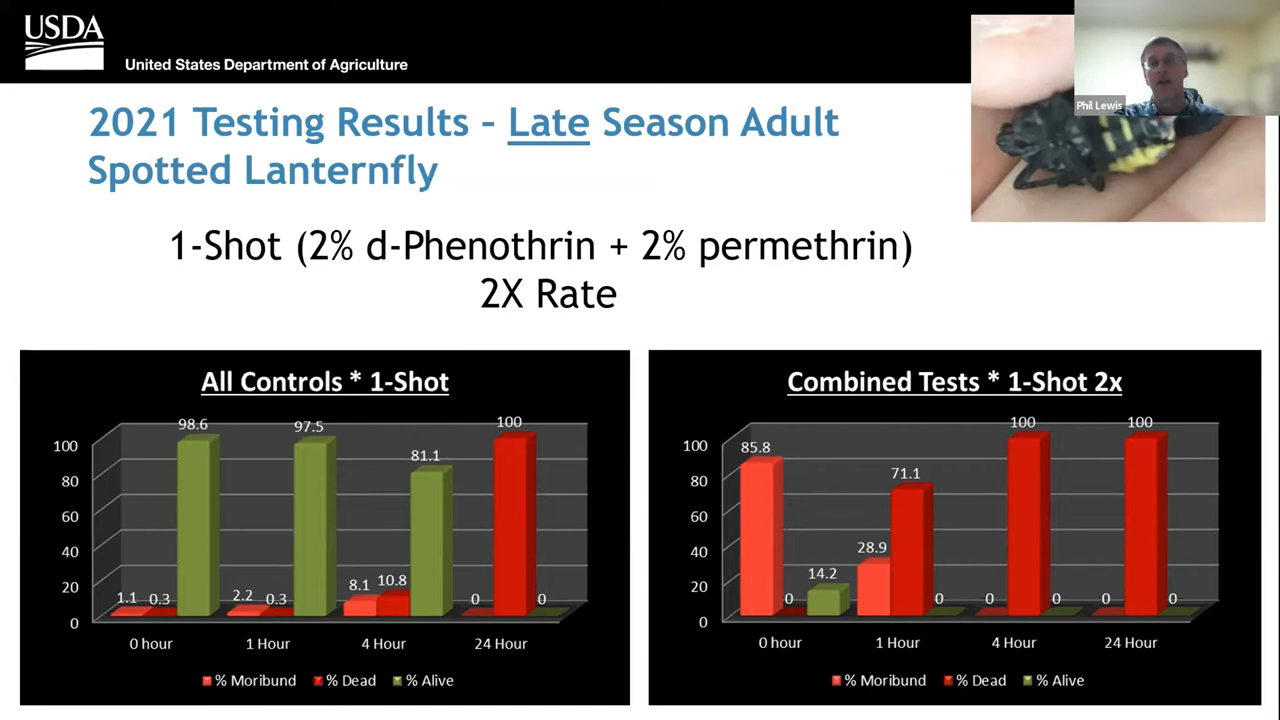 USDA
United States Department of Agriculture
Phil Lewis
2021 Testing Results – Late Season Adult
Spotted Lanternfly
1-Shot (2% d-Phenothrin + 2% permethrin)
2X Rate
All Controls * 1-Shot
100
80
60
40
20
0
1.1
0.3
98.6
2.2
0.3
97.5
8.1
10.8
81.1
0
100
0
0 hour
1 Hour
4 Hour
24 Hour
% Moribund
% Dead
% Alive
Combined Tests * 1-Shot 2x
100
80
60
40
20
0
85.8
0
14.2
28.9
71.1
0
0
100
0
0
100
0
0 hour
1 Hour
4 Hour
24 Hour
% Moribund
% Dead
% Alive